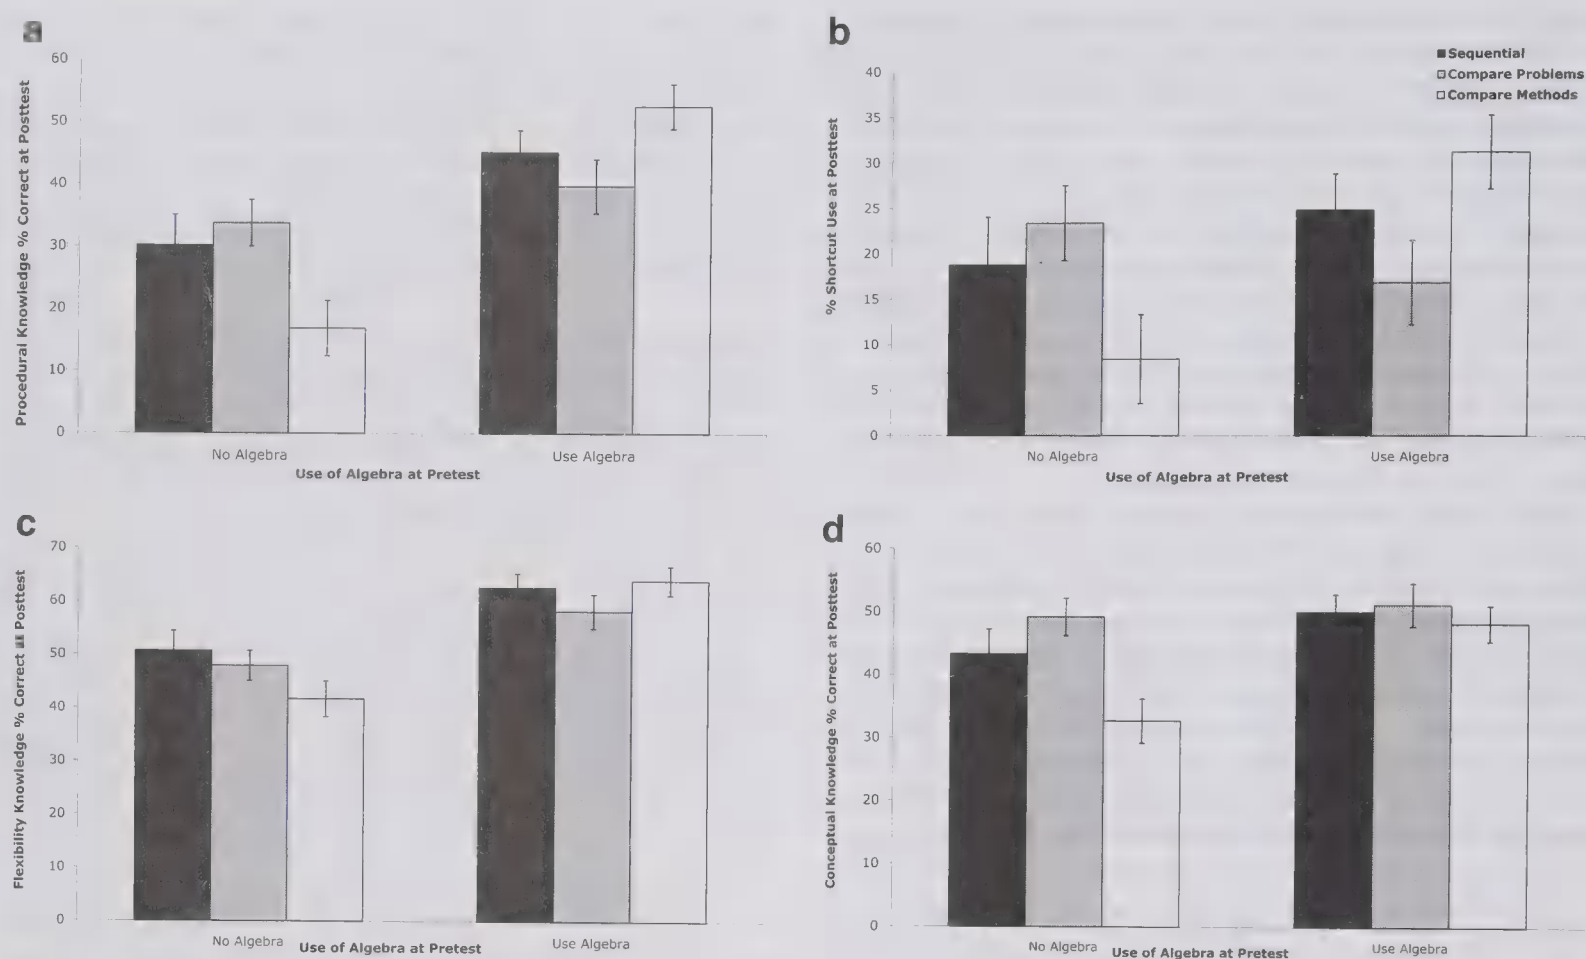 a
60
50
40
30
20
10
0
Procedural Knowledge % Correct at Posttest
No Algebra
Use Algebra
Use of Algebra at Pretest
b
Sequential
Compare Problems
Compare Methods
40
35
30
25
20
15
10
5
0
% Shortcut Use at Posttest
No Algebra
Use Algebra
Use of Algebra at Pretest
c
70
60
50
40
30
20
10
0
Flexibility Knowledge % Correct Posttest
No Algebra
Use Algebra
Use of Algebra at Pretest
d
60
50
40
30
20
10
0
Conceptual Knowledge % Correct at Posttest
No Algebra
Use Algebra
Use of Algebra at Pretest